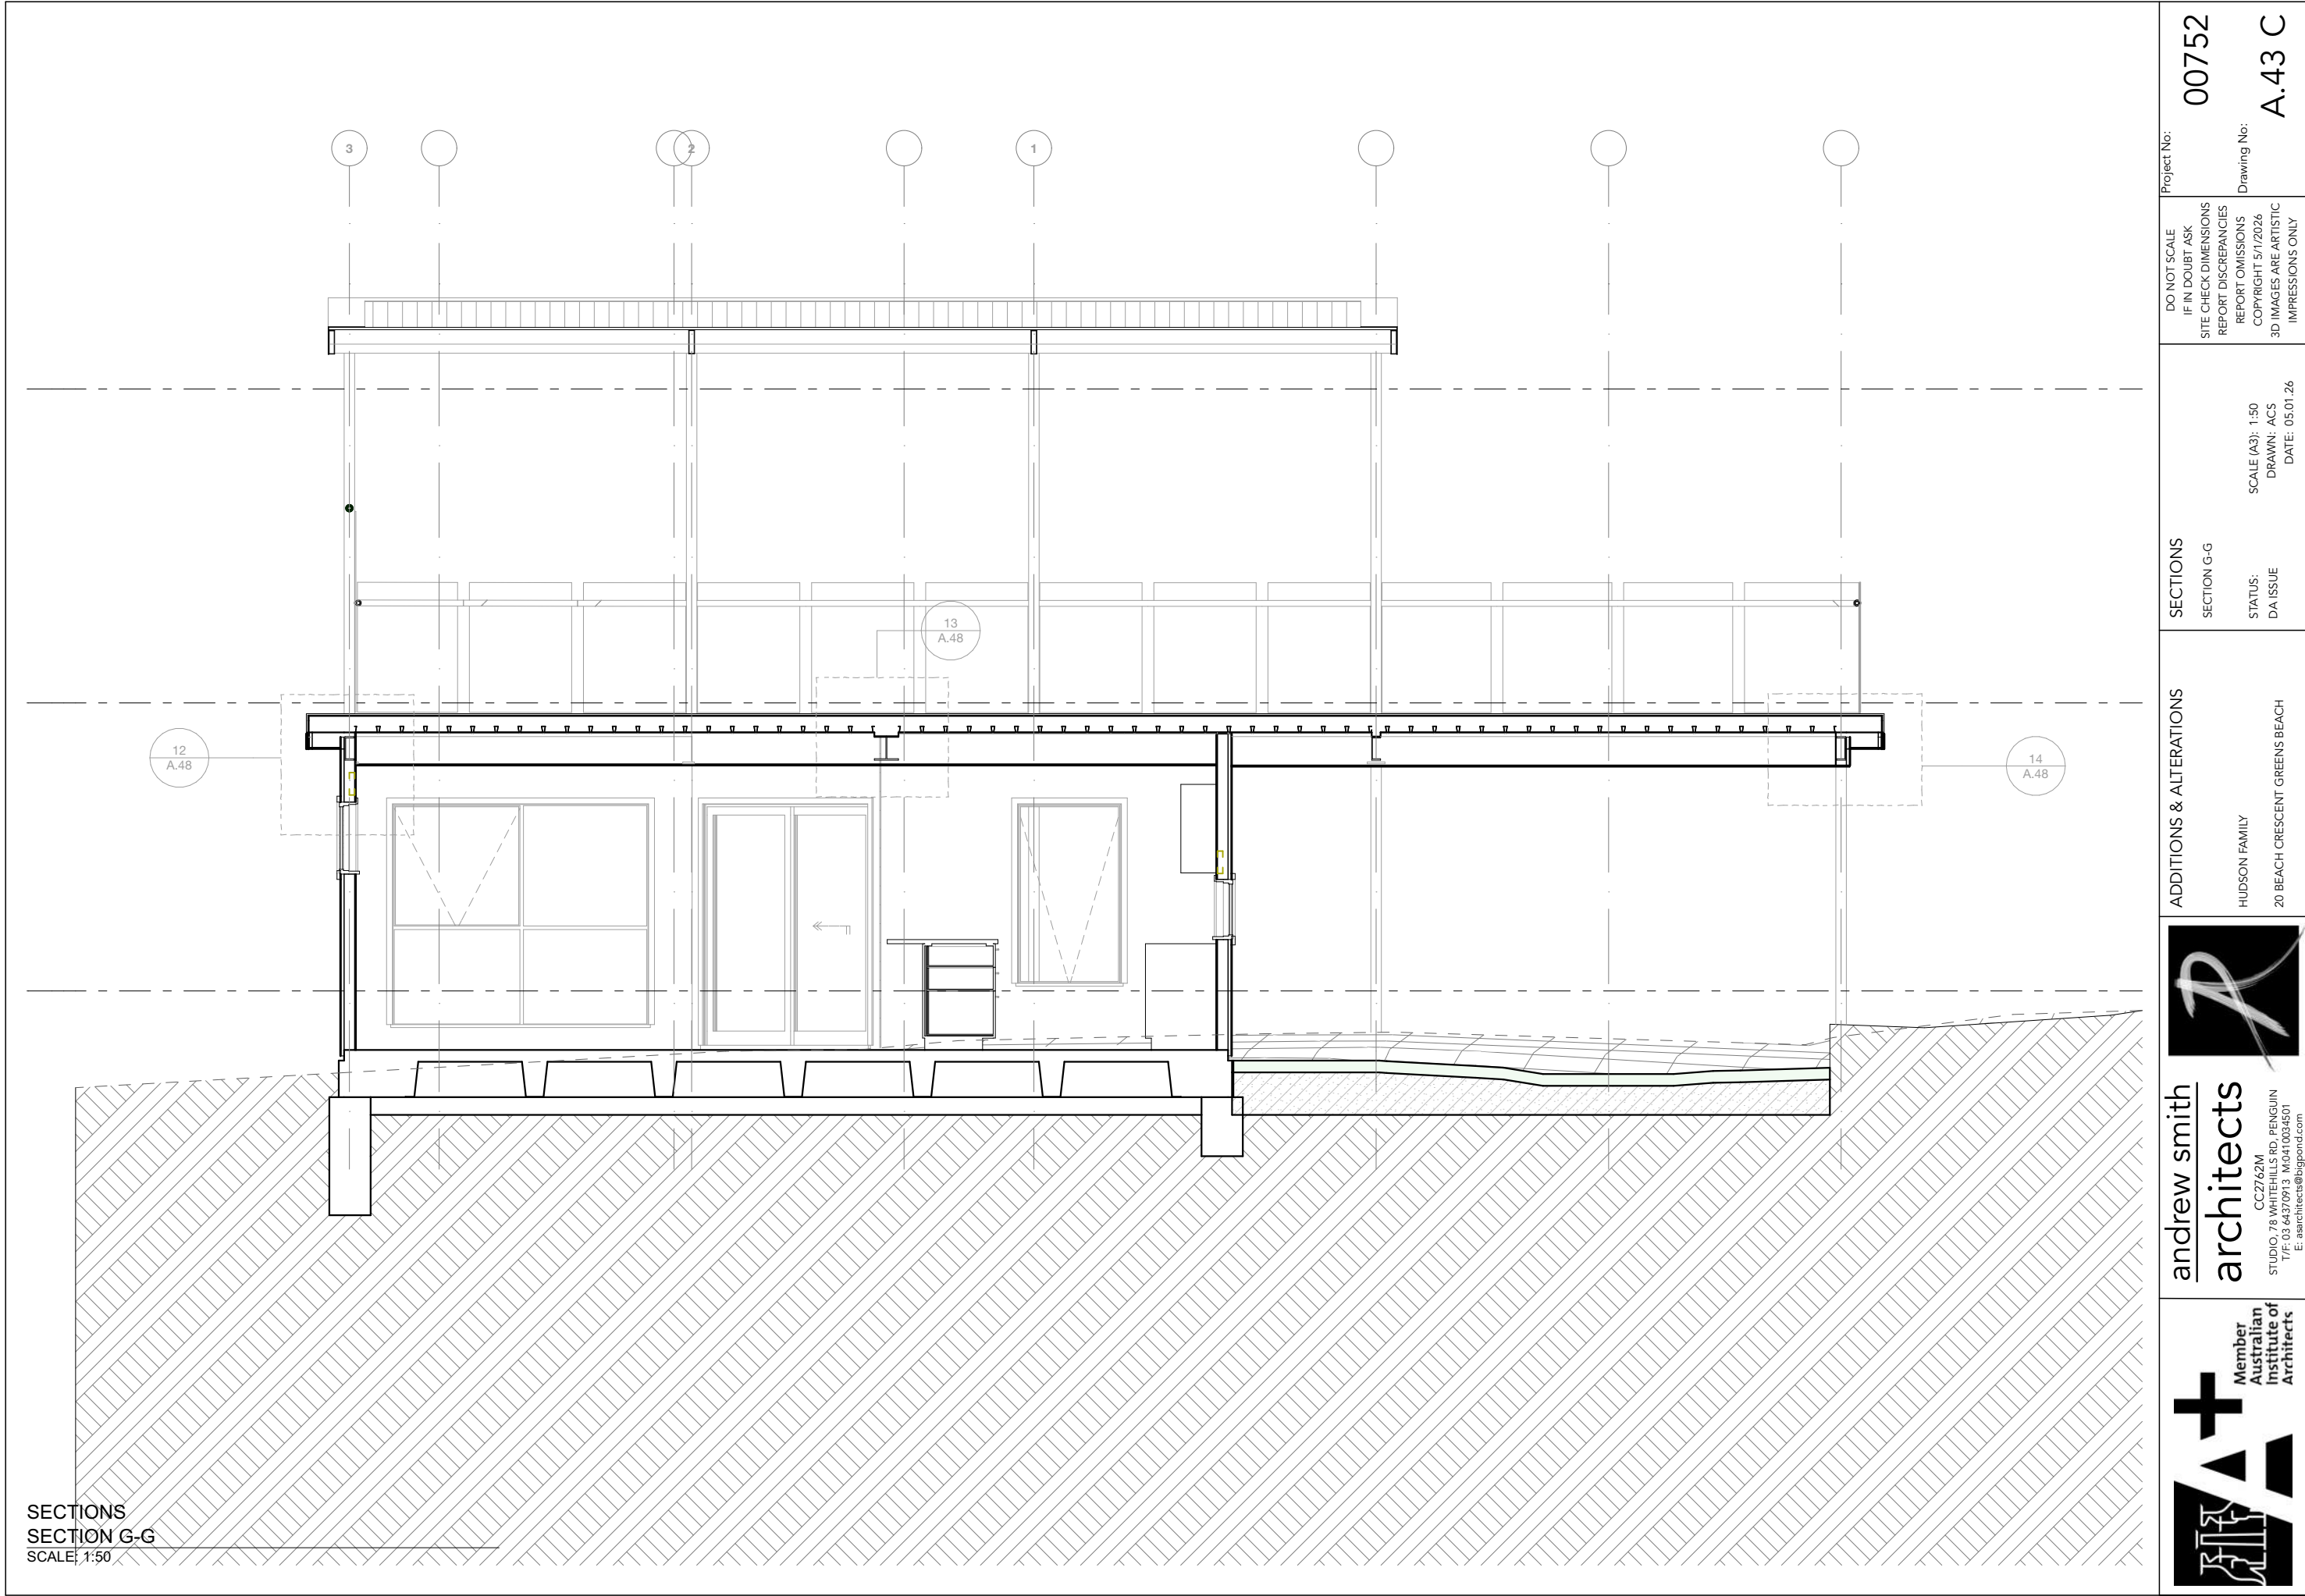 3
2
1
13
A.48
12
A.48
14
A.48
SECTIONS
SECTION G-G
SCALE: 1:50
Project No:
00752
Drawing No:
A.43 C
DO NOT SCALE
IF IN DOUBT ASK
SITE CHECK DIMENSIONS
REPORT DISCREPANCIES
REPORT OMISSIONS
COPYRIGHT 5/1/2026
3D IMAGES ARE ARTISTIC
IMPRESSIONS ONLY
SECTIONS
SECTION G-G
STATUS:
DA ISSUE
SCALE (A3): 1:50
DRAWN: ACS
DATE: 05.01.26
ADDITIONS & ALTERATIONS
HUDSON FAMILY
20 BEACH CRESCENT GREENS BEACH
andrew smith
architects
CC2762M
STUDIO, 78 WHITEHILLS RD, PENGUIN
T/F: 03 64370913 M:0410034501
E: asarchitects@bigpond.com
A+
Member
Australian
Institute of
Architects